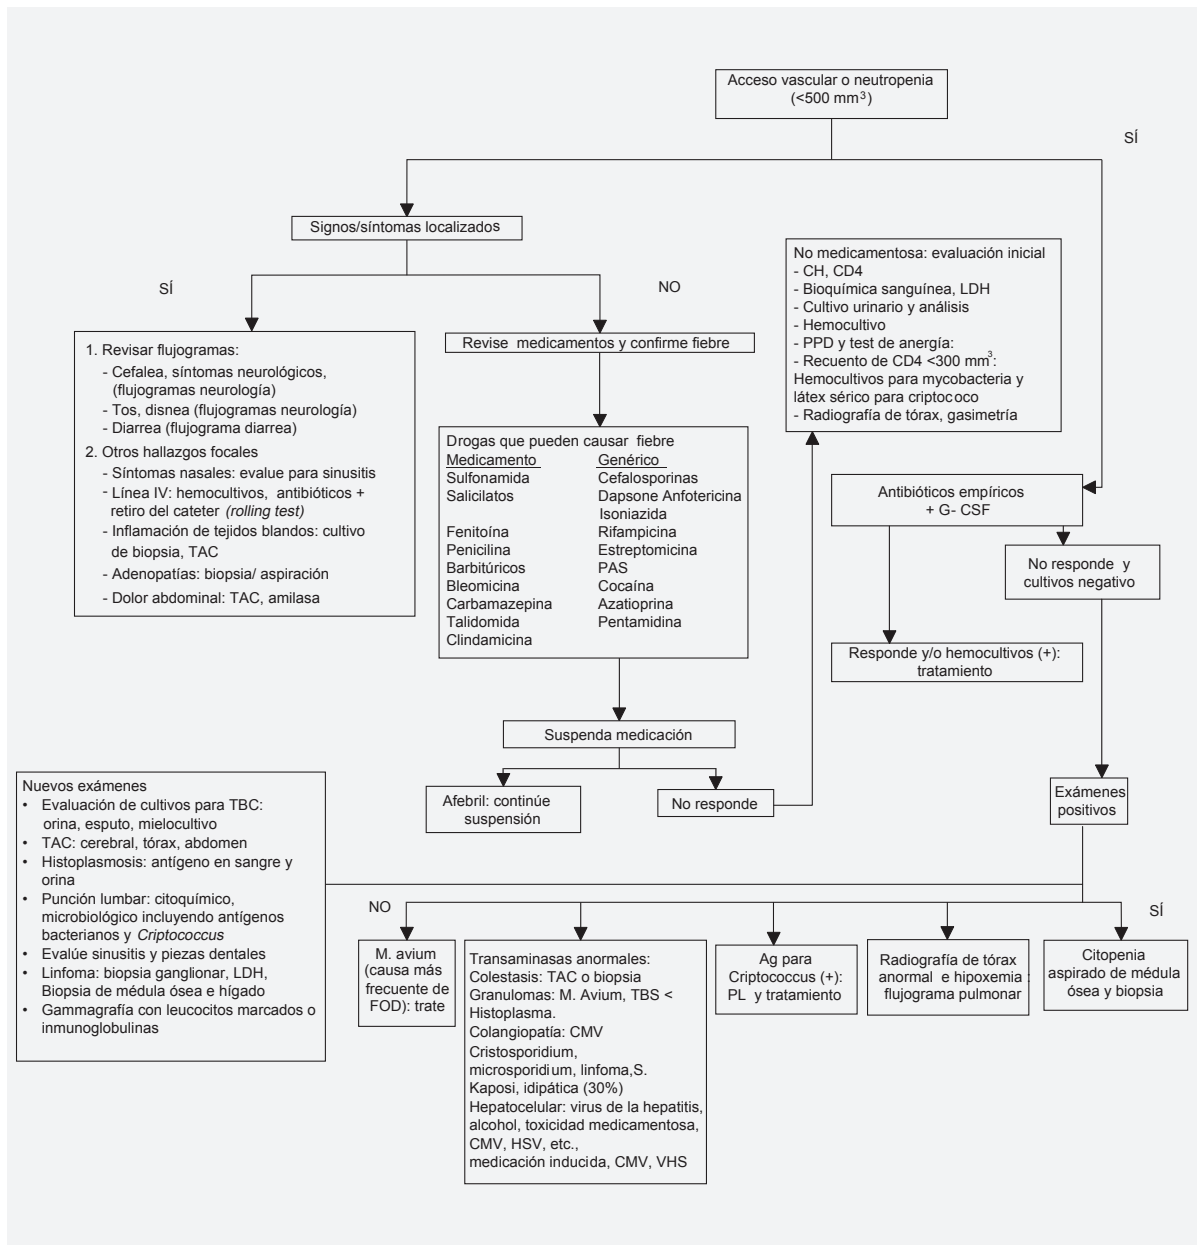 Acceso vascular o neutropenia
(<500 mm³)
SÍ
Signos/síntomas localizados
SÍ
NO
1. Revisar flujogramas:
- Cefalea, síntomas neurológicos,
(flujogramas neurología)
- Tos, disnea (flujogramas neurología)
- Diarrea (flujograma diarrea)
2. Otros hallazgos focales
- Síntomas nasales: evalue para sinusitis
- Línea IV: hemocultivos, antibióticos +
retiro del cateter (rolling test)
- Inflamación de tejidos blandos: cultivo
de biopsia, TAC
- Adenopatías: biopsia/ aspiración
- Dolor abdominal: TAC, amilasa
Revise medicamentos y confirme fiebre
Drogas que pueden causar fiebre
Medicamento Genérico
Sulfonamida Cefalosporinas
Salicilatos Dapsone Anfotericina
Isoniazida
Fenitoína Rifampicina
Penicilina Estreptomicina
Barbitúricos PAS
Bleomicina Cocaína
Carbamazepina Azatioprina
Talidomida Pentamidina
Clindamicina
Suspenda medicación
Afebril: continúe
suspensión
No responde
No medicamentosa: evaluación inicial
- CH, CD4
- Bioquímica sanguínea, LDH
- Cultivo urinario y análisis
- Hemocultivo
- PPD y test de anergía:
- Recuento de CD4 <300 mm³:
Hemocultivos para mycobacteria y
látex sérico para criptococo
- Radiografía de tórax, gasimetría
Antibióticos empíricos
+ G- CSF
No responde y
cultivos negativo
Responde y/o hemocultivos (+):
tratamiento
Exámenes
positivos
Nuevos exámenes
• Evaluación de cultivos para TBC:
orina, esputo, mielocultivo
• TAC: cerebral, tórax, abdomen
• Histoplasmosis: antígeno en sangre y
orina
• Punción lumbar: citoquímico,
microbiológico incluyendo antígenos
bacterianos y Criptococcus
• Evalúe sinusitis y piezas dentales
• Linfoma: biopsia ganglionar, LDH,
Biopsia de médula ósea e hígado
• Gammagrafía con leucocitos marcados o
inmunoglobulinas
NO
SÍ
M. avium
(causa más
frecuente de
FOD): trate
Transaminasas anormales:
Colestasis: TAC o biopsia
Granulomas: M. Avium, TBS <
Histoplasma.
Colangiopatía: CMV
Cristosporidium,
microsporidium, linfoma,S.
Kaposi, idipática (30%)
Hepatocelular: virus de la hepatitis,
alcohol, toxicidad medicamentosa,
CMV, HSV, etc.,
medicación inducida, CMV, VHS
Ag para
Criptococcus (+):
PL y tratamiento
Radiografía de tórax
anormal e hipoxemia :
flujograma pulmonar
Citopenia
aspirado de médula
ósea y biopsia